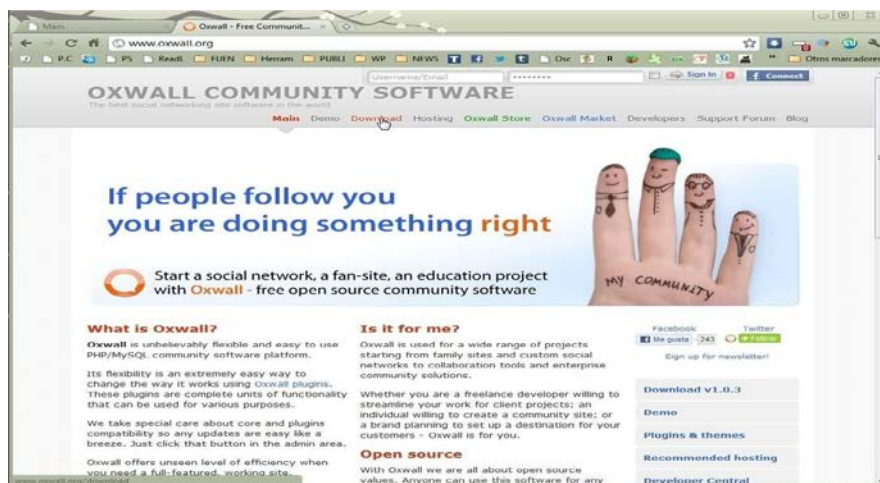 Main
Oxwall - Free Communit...
www.oxwall.org
P.C PS Readl. FUEN Herram PUBLI WP NEWS Osc R Otros marcadores
Username/Email ******** Sign In Connect
OXWALL COMMUNITY SOFTWARE
The best social networking site software in the world
Main Demo Download Hosting Oxwall Store Oxwall Market Developers Support Forum Blog
If people follow you
you are doing something right
Start a social network, a fan-site, an education project
with Oxwall - free open source community software
MY COMMUNITY
What is Oxwall?
Oxwall is unbelievably flexible and easy to use
PHP/MySQL community software platform.
Its flexibility is an extremely easy way to
change the way it works using Oxwall plugins.
These plugins are complete units of functionality
that can be used for various purposes.
We take special care about core and plugins
compatibility so any updates are easy like a
breeze. Just click that button in the admin area.
Oxwall offers unseen level of efficiency when
you need a full-featured, working site.
www.oxwall.org/download
Is it for me?
Oxwall is used for a wide range of projects
starting from family sites and custom social
networks to collaboration tools and enterprise
community solutions.
Whether you are a freelance developer willing to
streamline your work for client projects; an
individual willing to create a community site; or
a brand planning to set up a destination for your
customers - Oxwall is for you.
Open source
With Oxwall we are all about open source
values. Anyone can use this software for any
Facebook Twitter
Me gusta 243 Follow
Sign up for newsletter!
Download v1.0.3
Demo
Plugins & themes
Recommended hosting
Developer Central